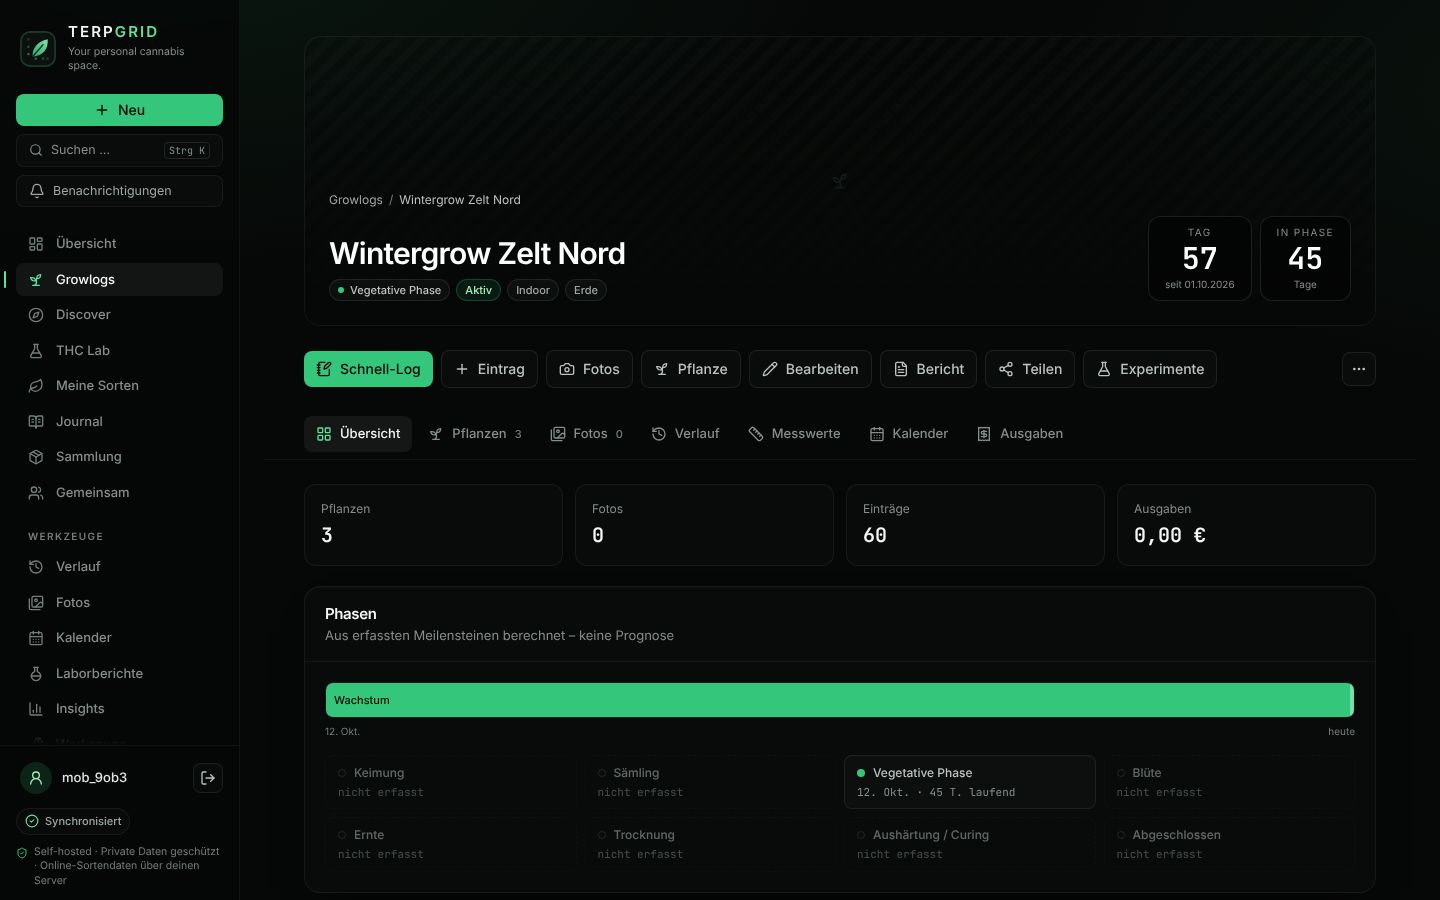 TERPGRID
Your personal cannabis
space.
Neu
Suchen ...
Strg K
Benachrichtigungen
Übersicht
Growlogs
Discover
THC Lab
Meine Sorten
Journal
Sammlung
Gemeinsam
WERKZEUGE
Verlauf
Fotos
Kalender
Laborberichte
Insights
mob_9ob3
Synchronisiert
Self-hosted · Private Daten geschützt
· Online-Sortendaten über deinen
Server
Growlogs / Wintergrow Zelt Nord
Wintergrow Zelt Nord
Vegetative Phase
Aktiv
Indoor
Erde
TAG
57
seit 01.10.2026
IN PHASE
45
Tage
Schnell-Log
Eintrag
Fotos
Pflanze
Bearbeiten
Bericht
Teilen
Experimente
Übersicht
Pflanzen 3
Fotos 0
Verlauf
Messwerte
Kalender
Ausgaben
Pflanzen
3
Fotos
0
Einträge
60
Ausgaben
0,00 €
Phasen
Aus erfassten Meilensteinen berechnet – keine Prognose
Wachstum
12. Okt.
heute
Keimung
nicht erfasst
Sämling
nicht erfasst
Vegetative Phase
12. Okt. · 45 T. laufend
Blüte
nicht erfasst
Ernte
nicht erfasst
Trocknung
nicht erfasst
Aushärtung / Curing
nicht erfasst
Abgeschlossen
nicht erfasst